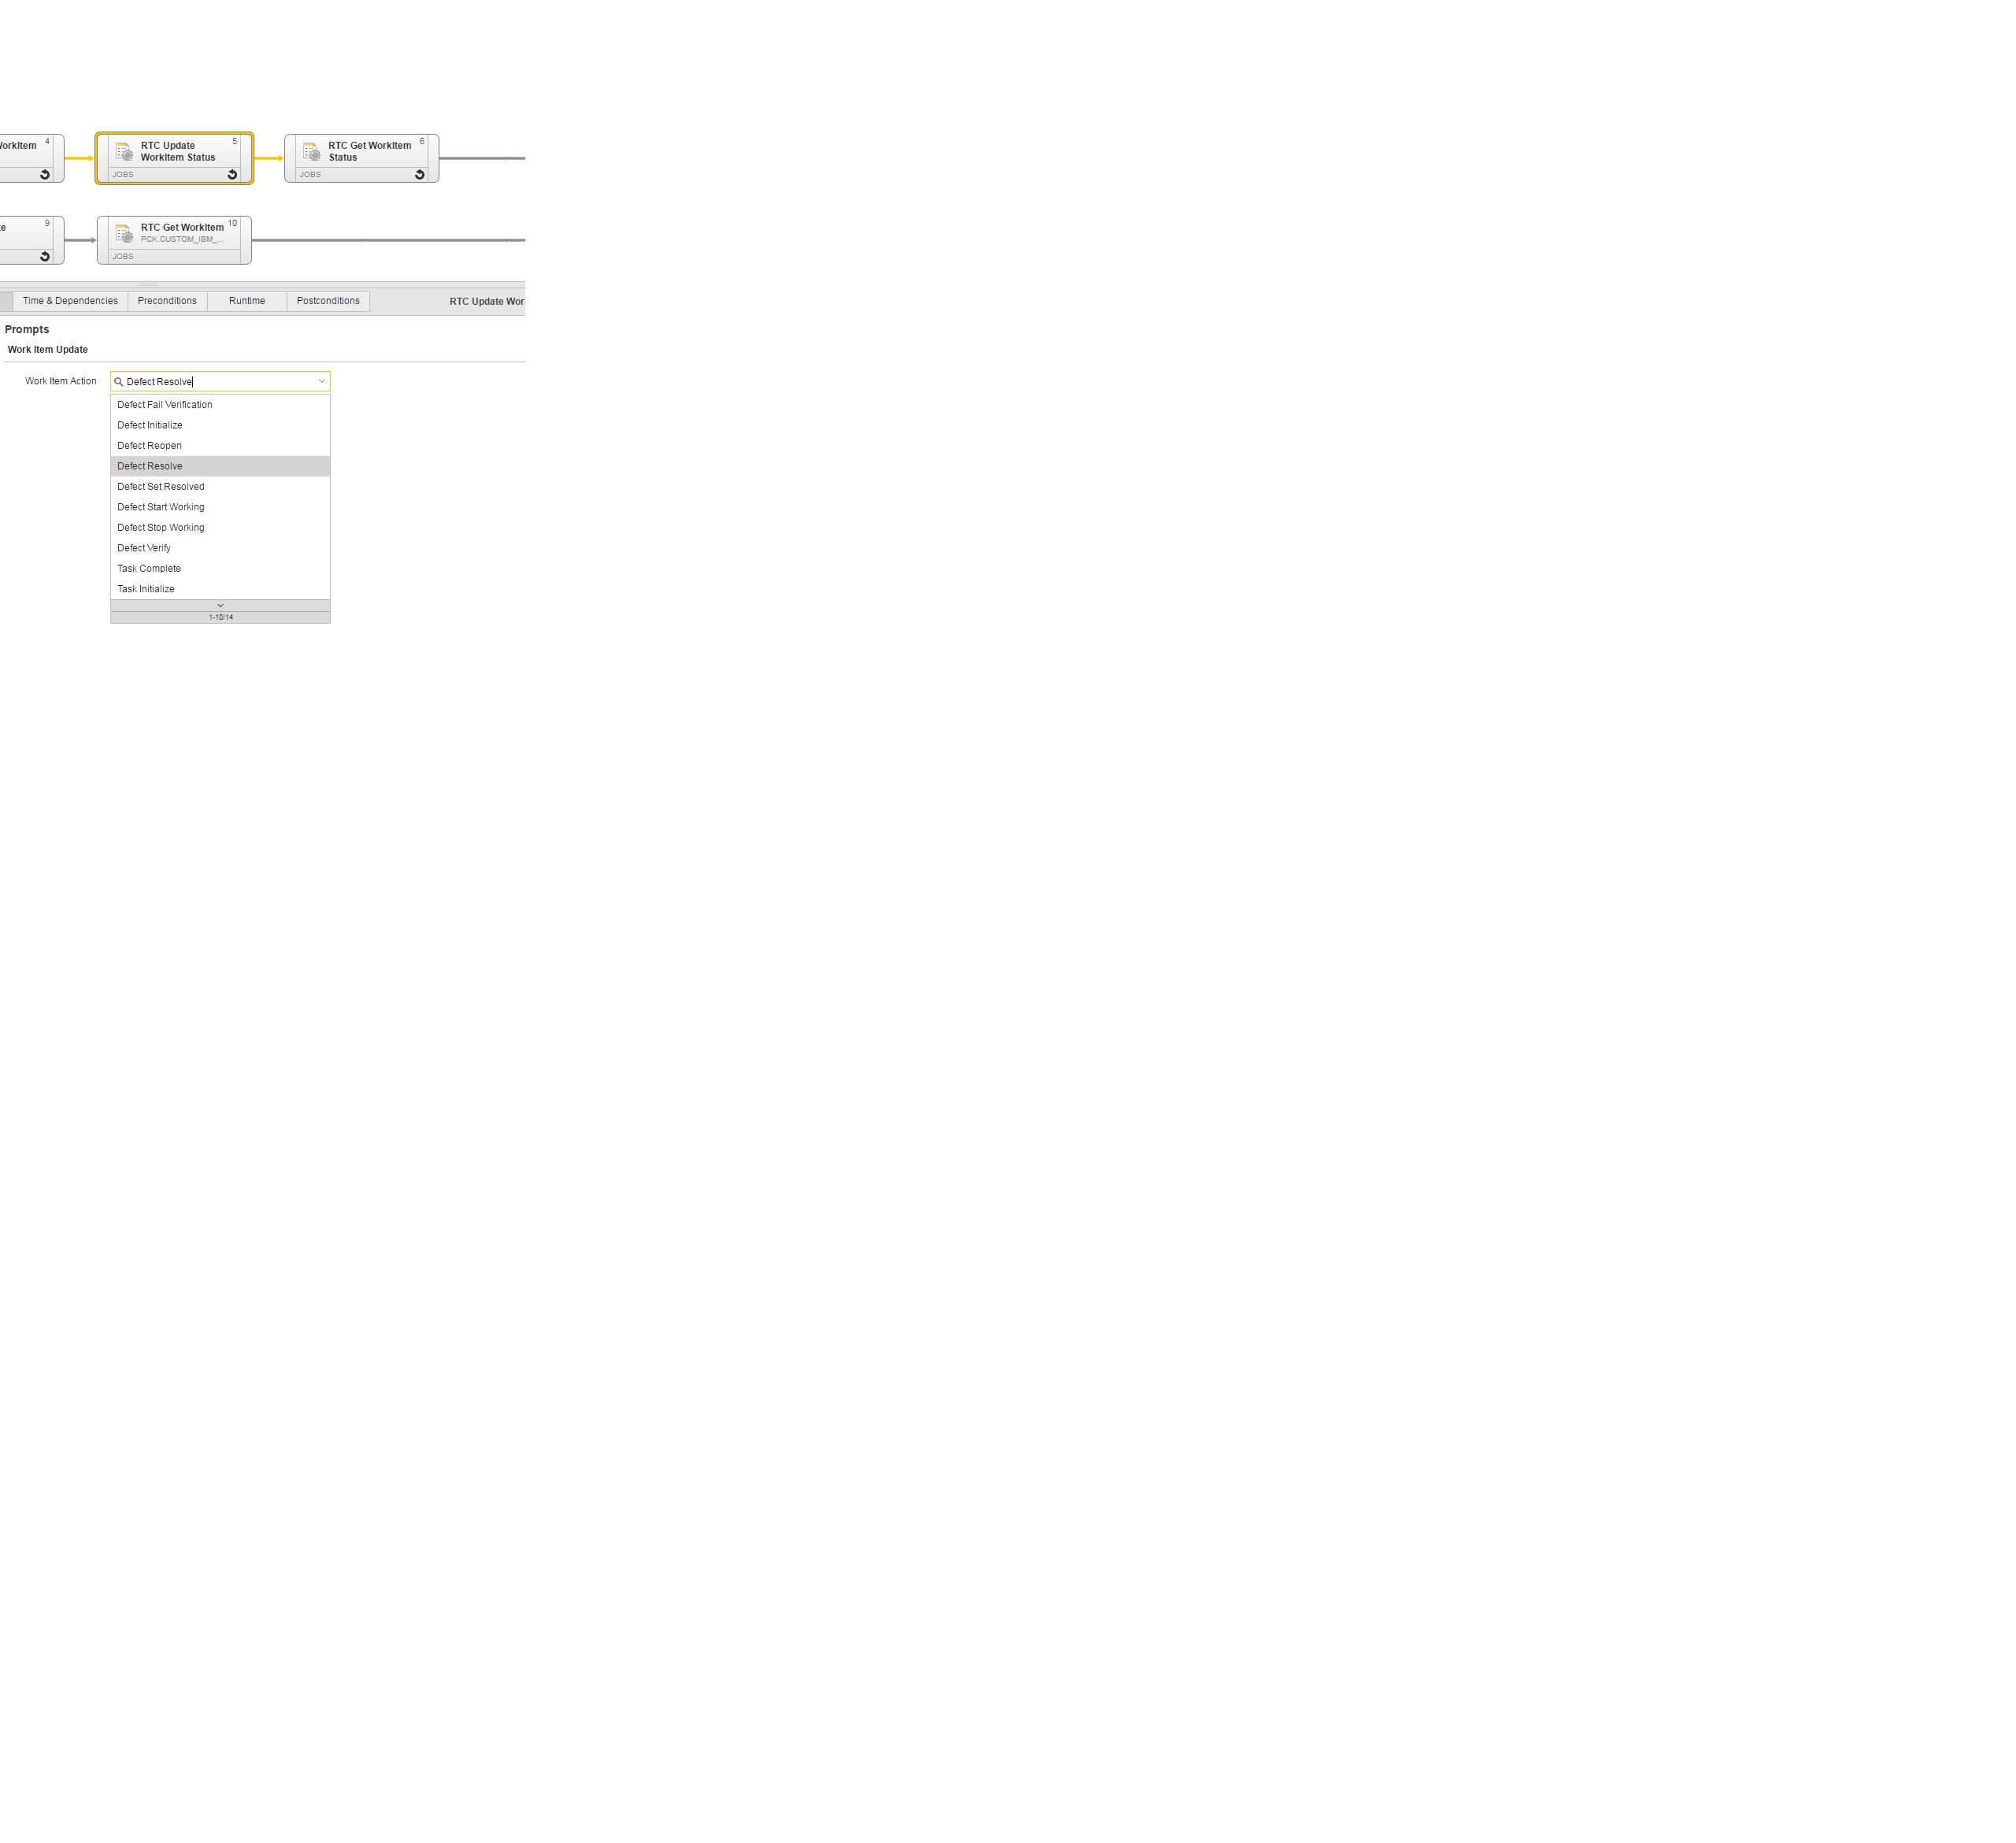 4
RTC Update
WorkItem Status
5
JOBS
RTC Get WorkItem
Status
6
JOBS
9
RTC Get WorkItem
10
PCK.CUSTOM_IBM_...
JOBS
Time & Dependencies
Preconditions
Runtime
Postconditions
RTC Update Wor
Prompts
Work Item Update
Work Item Action
Defect Resolve
Defect Fail Verification
Defect Initialize
Defect Reopen
Defect Resolve
Defect Set Resolved
Defect Start Working
Defect Stop Working
Defect Verify
Task Complete
Task Initialize
1-10/14